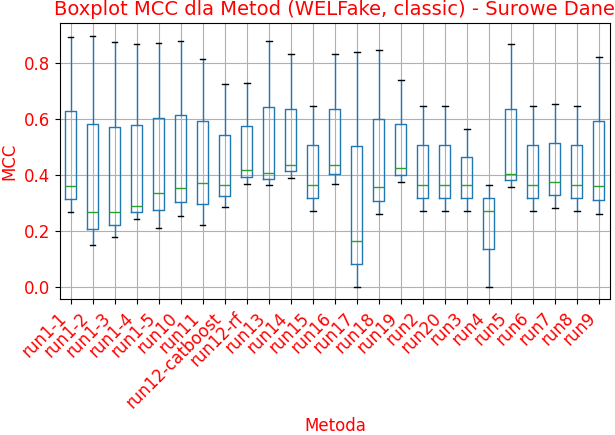 Boxplot MCC dla Metod (WELFake, classic) - Surowe Dane
MCC
0.8
0.6
0.4
0.2
0.0
run1-1
run1-2
run1-3
run1-4
run1-5
run10
run11
run12-catboost
run12-rf
run13
run14
run15
run16
run17
run18
run19
run2
run20
run3
run4
run5
run6
run7
run8
run9
Metoda